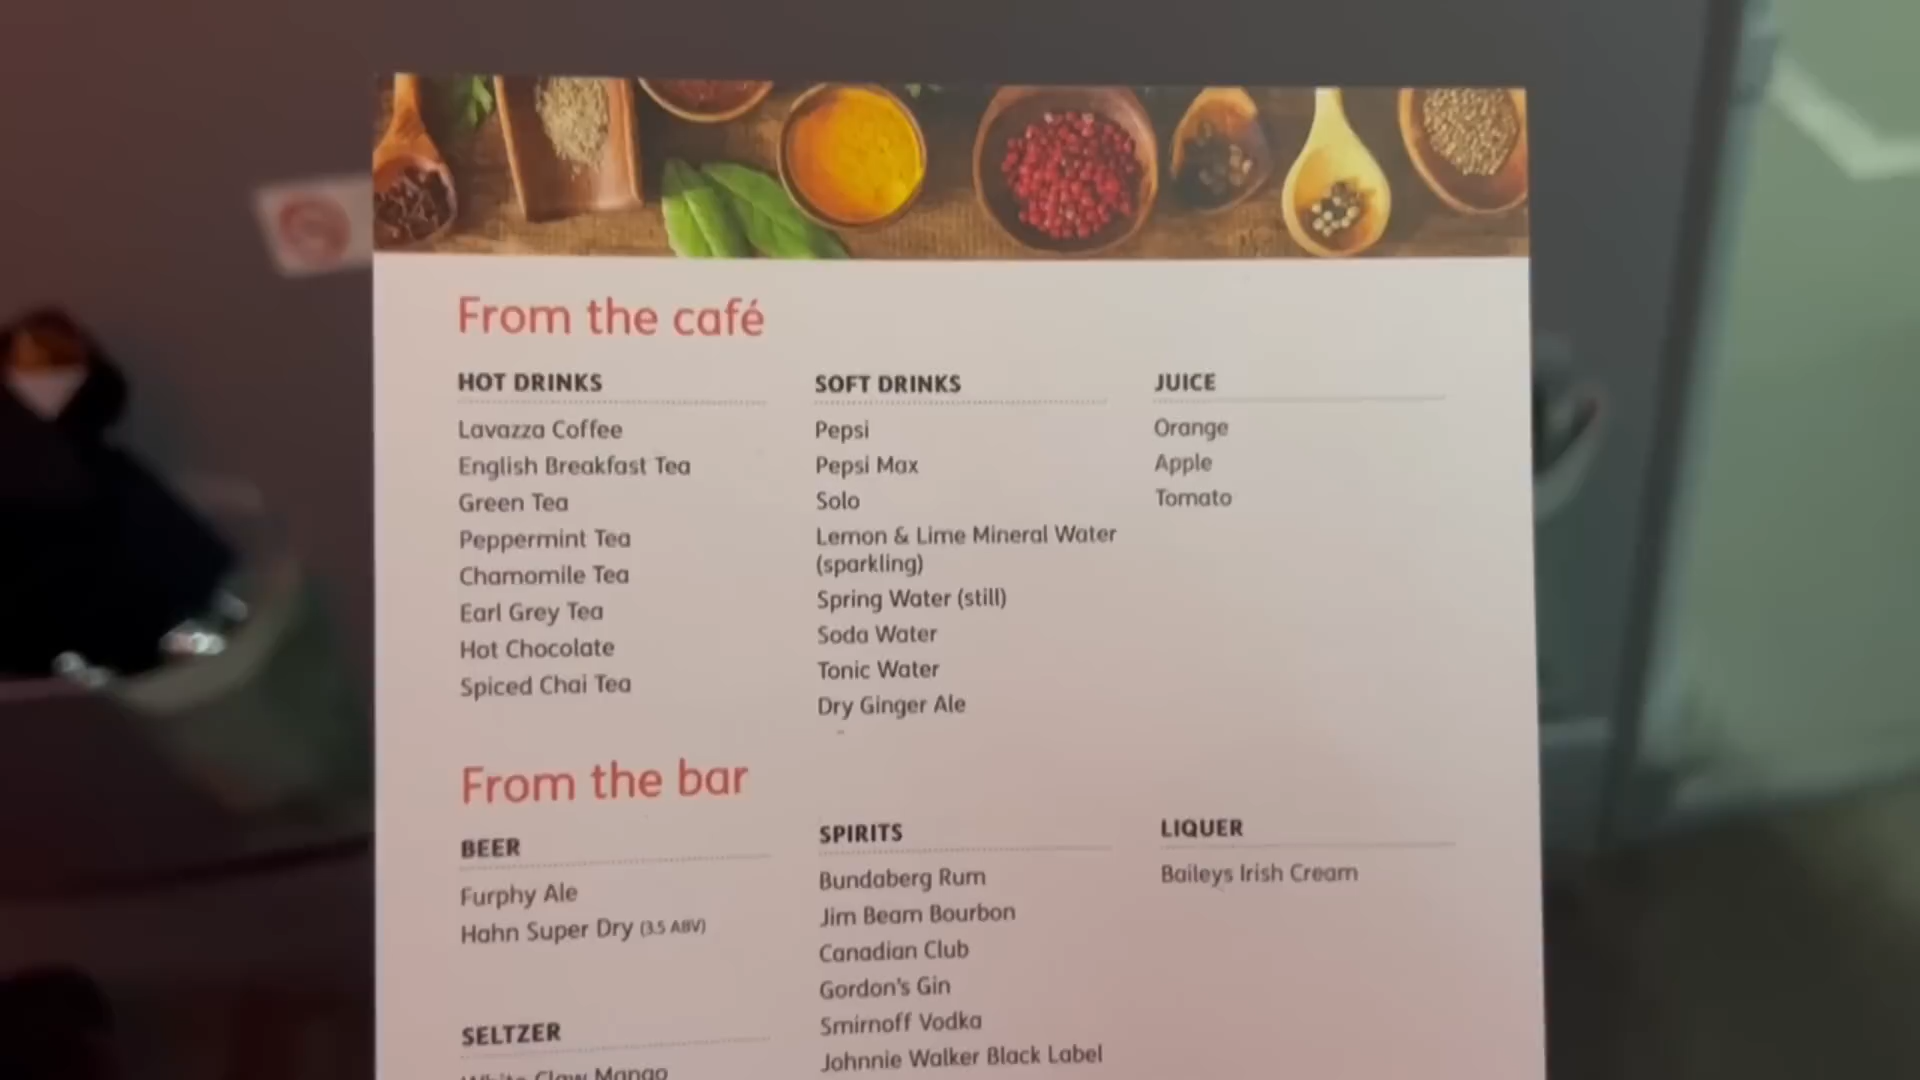 From the café
HOT DRINKS
Lavazza Coffee
English Breakfast Tea
Green Tea
Peppermint Tea
Chamomile Tea
Earl Grey Tea
Hot Chocolate
Spiced Chai Tea
SOFT DRINKS
Pepsi
Pepsi Max
Solo
Lemon & Lime Mineral Water
(sparkling)
Spring Water (still)
Soda Water
Tonic Water
Dry Ginger Ale
JUICE
Orange
Apple
Tomato
From the bar
BEER
Furphy Ale
Hahn Super Dry (3.5 ABV)
SELTZER
White Claw Mango
SPIRITS
Bundaberg Rum
Jim Beam Bourbon
Canadian Club
Gordon's Gin
Smirnoff Vodka
Johnnie Walker Black Label
LIQUER
Baileys Irish Cream